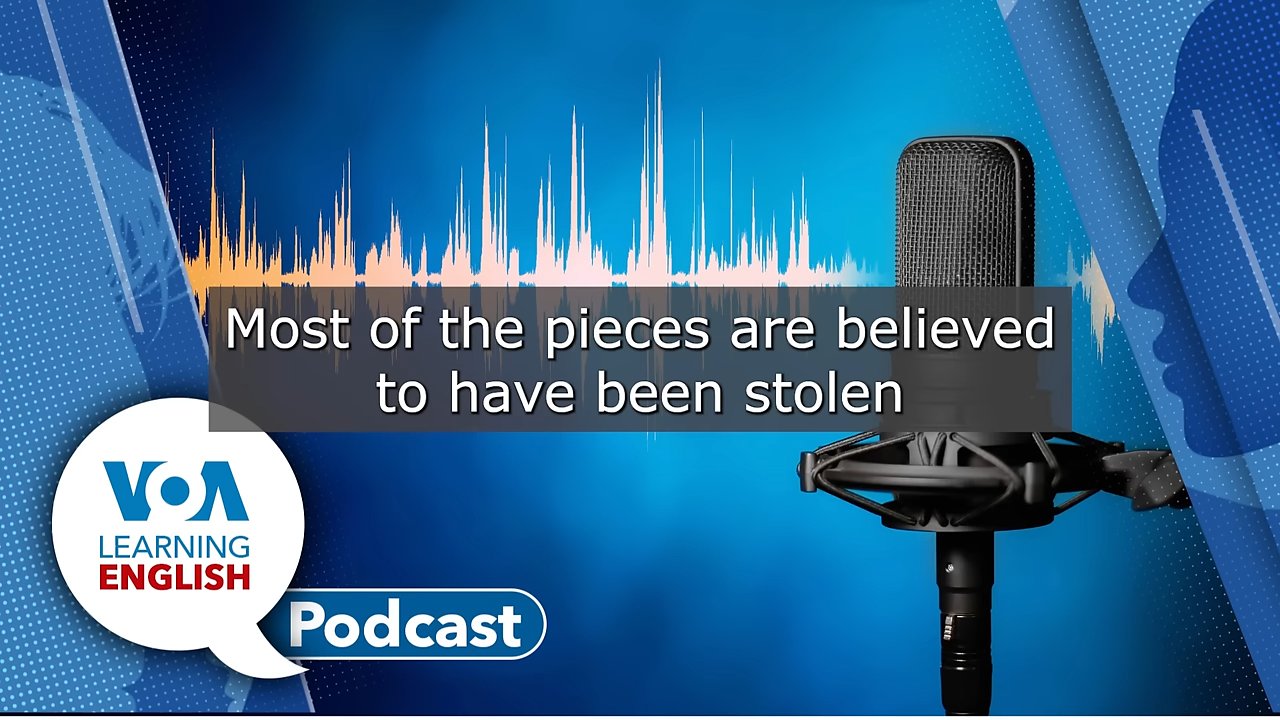 Most of the pieces are believed
to have been stolen
VOA
LEARNING
ENGLISH
Podcast